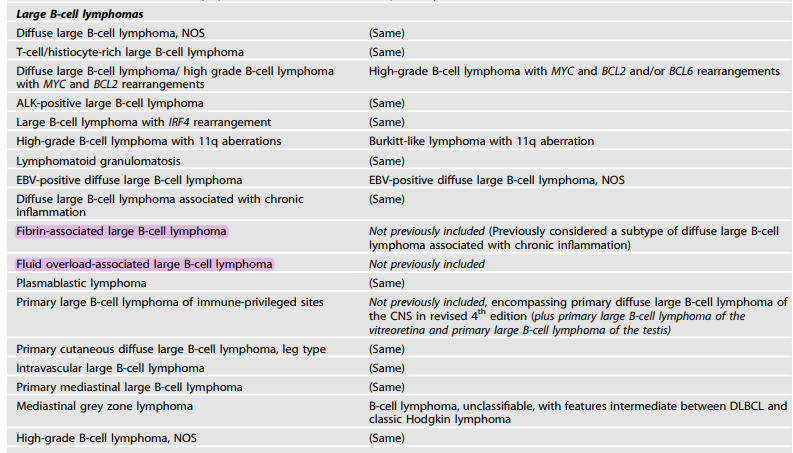 Large B-cell lymphomas
Diffuse large B-cell lymphoma, NOS (Same)
T-cell/histiocyte-rich large B-cell lymphoma (Same)
Diffuse large B-cell lymphoma/ high grade B-cell lymphoma High-grade B-cell lymphoma with MYC and BCL2 and/or BCL6 rearrangements
with MYC and BCL2 rearrangements
ALK-positive large B-cell lymphoma (Same)
Large B-cell lymphoma with IRF4 rearrangement (Same)
High-grade B-cell lymphoma with 11q aberrations Burkitt-like lymphoma with 11q aberration
Lymphomatoid granulomatosis (Same)
EBV-positive diffuse large B-cell lymphoma EBV-positive diffuse large B-cell lymphoma, NOS
Diffuse large B-cell lymphoma associated with chronic (Same)
inflammation
Fibrin-associated large B-cell lymphoma Not previously included (Previously considered a subtype of diffuse large B-cell
lymphoma associated with chronic inflammation)
Fluid overload-associated large B-cell lymphoma Not previously included
Plasmablastic lymphoma (Same)
Primary large B-cell lymphoma of immune-privileged sites Not previously included, encompassing primary diffuse large B-cell lymphoma of
the CNS in revised 4th edition (plus primary large B-cell lymphoma of the
vitreoretina and primary large B-cell lymphoma of the testis)
Primary cutaneous diffuse large B-cell lymphoma, leg type (Same)
Intravascular large B-cell lymphoma (Same)
Primary mediastinal large B-cell lymphoma (Same)
Mediastinal grey zone lymphoma B-cell lymphoma, unclassifiable, with features intermediate between DLBCL and
classic Hodgkin lymphoma
High-grade B-cell lymphoma, NOS (Same)